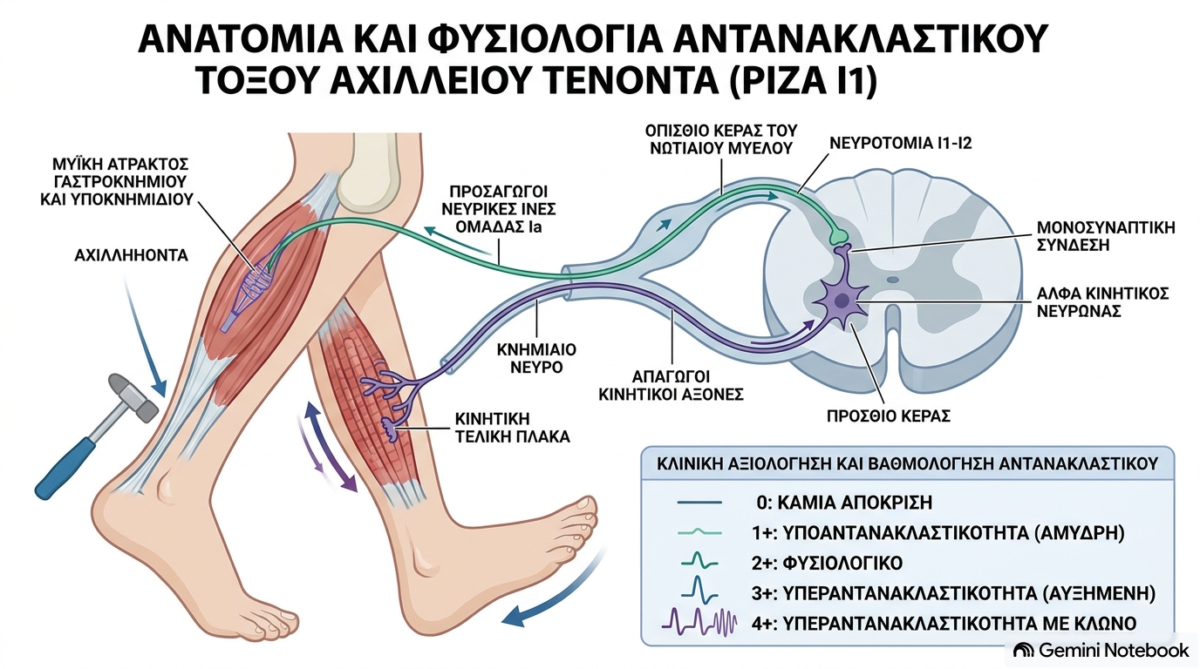 ΑΝΑΤΟΜΙΑ ΚΑΙ ΦΥΣΙΟΛΟΓΙΑ ΑΝΤΑΝΑΚΛΑΣΤΙΚΟΥ
ΤΟΞΟΥ ΑΧΙΛΛΕΙΟΥ ΤΕΝΟΝΤΑ (ΡΙΖΑ Ι1)
ΜΥΪΚΗ ΑΤΡΑΚΤΟΣ
ΓΑΣΤΡΟΚΝΗΜΙΟΥ
ΚΑΙ ΥΠΟΚΝΗΜΙΔΙΟΥ
ΑΧΙΛΛΗΗΟΝΤΑ
ΠΡΟΣΑΓΩΓΟΙ
ΝΕΥΡΙΚΕΣ ΙΝΕΣ
ΟΜΑΔΑΣ Ia
ΟΠΙΣΘΙΟ ΚΕΡΑΣ ΤΟΥ
ΝΩΤΙΑΙΟΥ ΜΥΕΛΟΥ
ΝΕΥΡΟΤΟΜΙΑ Ι1-Ι2
ΜΟΝΟΣΥΝΑΠΤΙΚΗ
ΣΥΝΔΕΣΗ
ΑΛΦΑ ΚΙΝΗΤΙΚΟΣ
ΝΕΥΡΩΝΑΣ
ΠΡΟΣΘΙΟ ΚΕΡΑΣ
ΚΝΗΜΙΑΙΟ
ΝΕΥΡΟ
ΑΠΑΓΩΓΟΙ
ΚΙΝΗΤΙΚΟΙ ΑΞΟΝΕΣ
ΚΙΝΗΤΙΚΗ
ΤΕΛΙΚΗ ΠΛΑΚΑ
ΚΛΙΝΙΚΗ ΑΞΙΟΛΟΓΗΣΗ ΚΑΙ ΒΑΘΜΟΛΟΓΗΣΗ ΑΝΤΑΝΑΚΛΑΣΤΙΚΟΥ
0: ΚΑΜΙΑ ΑΠΟΚΡΙΣΗ
1+: ΥΠΟΑΝΤΑΝΑΚΛΑΣΤΙΚΟΤΗΤΑ (ΑΜΥΔΡΗ)
2+: ΦΥΣΙΟΛΟΓΙΚΟ
3+: ΥΠΕΡΑΝΤΑΝΑΚΛΑΣΤΙΚΟΤΗΤΑ (ΑΥΞΗΜΕΝΗ)
4+: ΥΠΕΡΑΝΤΑΝΑΚΛΑΣΤΙΚΟΤΗΤΑ ΜΕ ΚΛΩΝΟ
Gemini Notebook